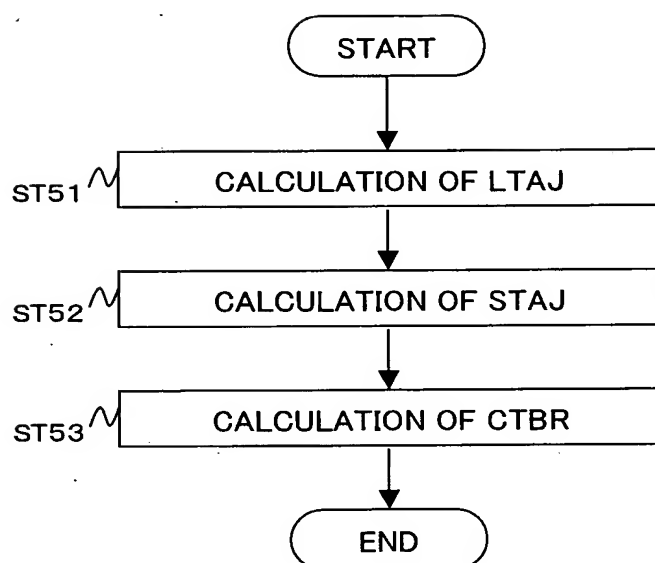 START
ST51 CALCULATION OF LTAJ
ST52 CALCULATION OF STAJ
ST53 CALCULATION OF CTBR
END